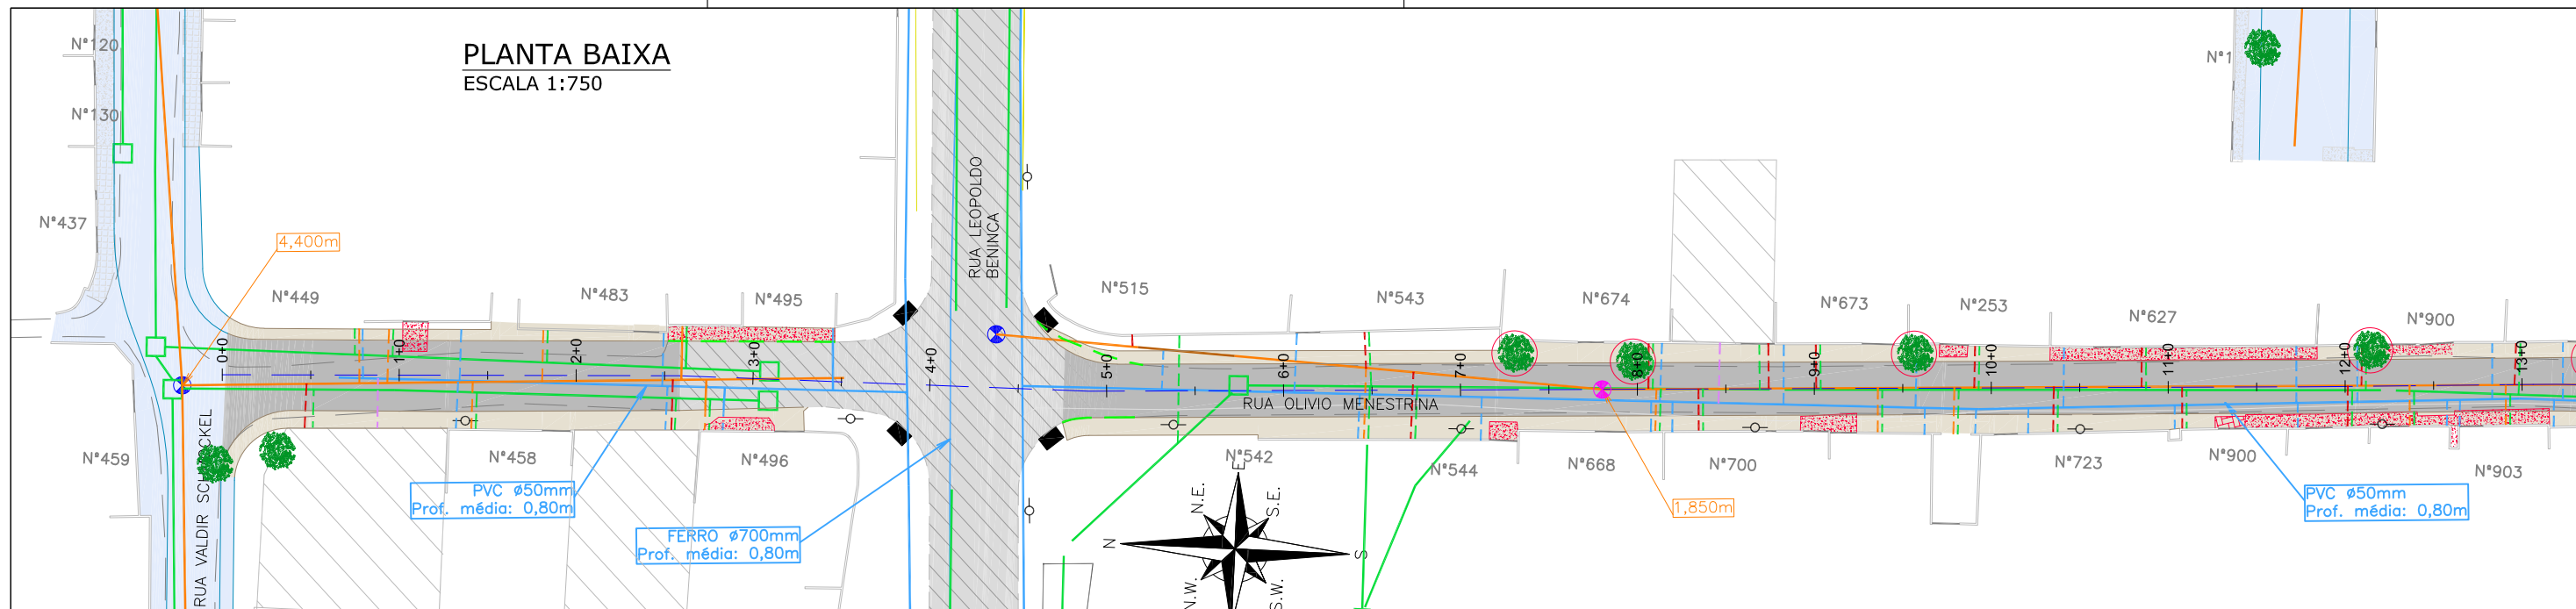 PLANTA BAIXA
ESCALA 1:750
N°120
N°130
N°437
N°459
4,400m
N°449
N°483
N°495
N°515
N°543
N°674
N°673
N°253
N°627
N°900
N°1
0+0
1+0
2+0
3+0
4+0
5+0
6+0
7+0
8+0
9+0
10+0
11+0
12+0
13+0
RUA LEOPOLDO
BENINCA
RUA OLIVIO MENESTRINA
RUA VALDIR SCHACKEL
N°458
N°496
N°542
N°544
N°668
N°700
N°723
N°900
N°903
PVC ø50mm
Prof. média: 0,80m
FERRO ø700mm
Prof. média: 0,80m
1,850m
PVC ø50mm
Prof. média: 0,80m
E
N.E.
S.E.
N
S
N.W.
S.W.